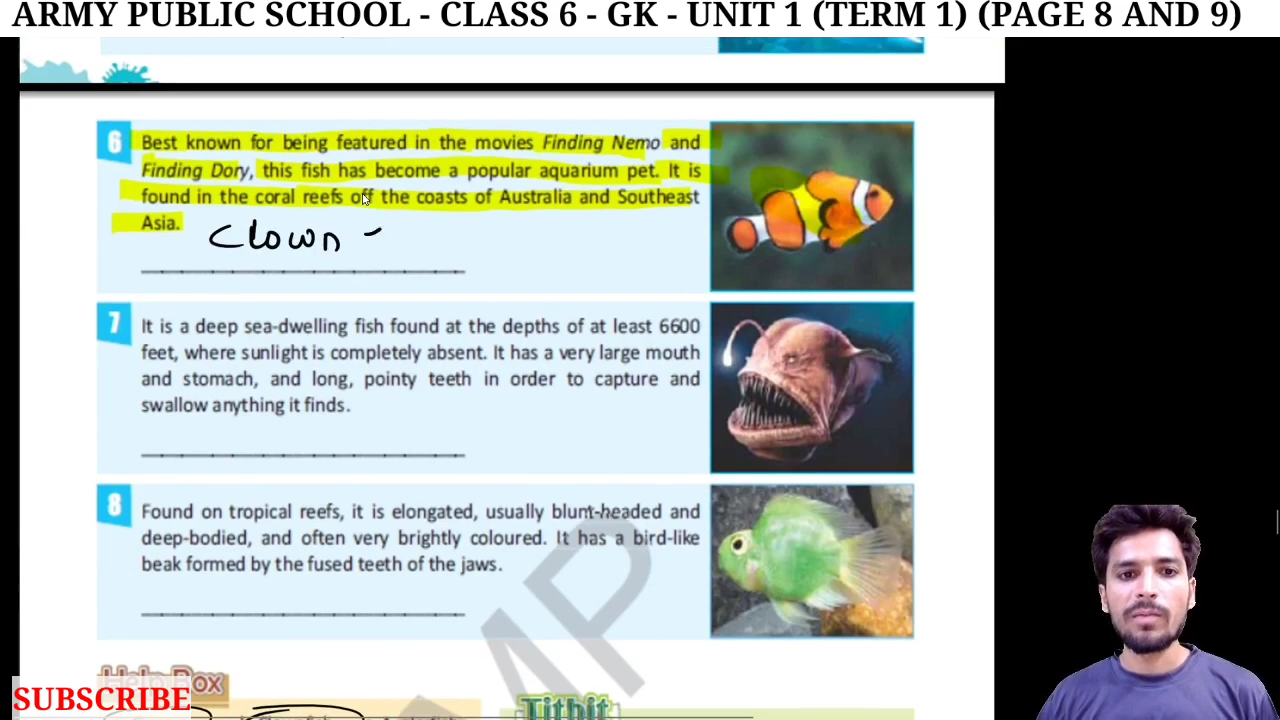 ARMY PUBLIC SCHOOL - CLASS 6 - GK - UNIT 1 (TERM 1) (PAGE 8 AND 9)
6
Best known for being featured in the movies Finding Nemo and
Finding Dory, this fish has become a popular aquarium pet. It is
found in the coral reefs off the coasts of Australia and Southeast
Asia.
Clown -
7
It is a deep sea-dwelling fish found at the depths of at least 6600
feet, where sunlight is completely absent. It has a very large mouth
and stomach, and long, pointy teeth in order to capture and
swallow anything it finds.
8
Found on tropical reefs, it is elongated, usually blunt-headed and
deep-bodied, and often very brightly coloured. It has a bird-like
beak formed by the fused teeth of the jaws.
Help Box
SUBSCRIBE
Titbit